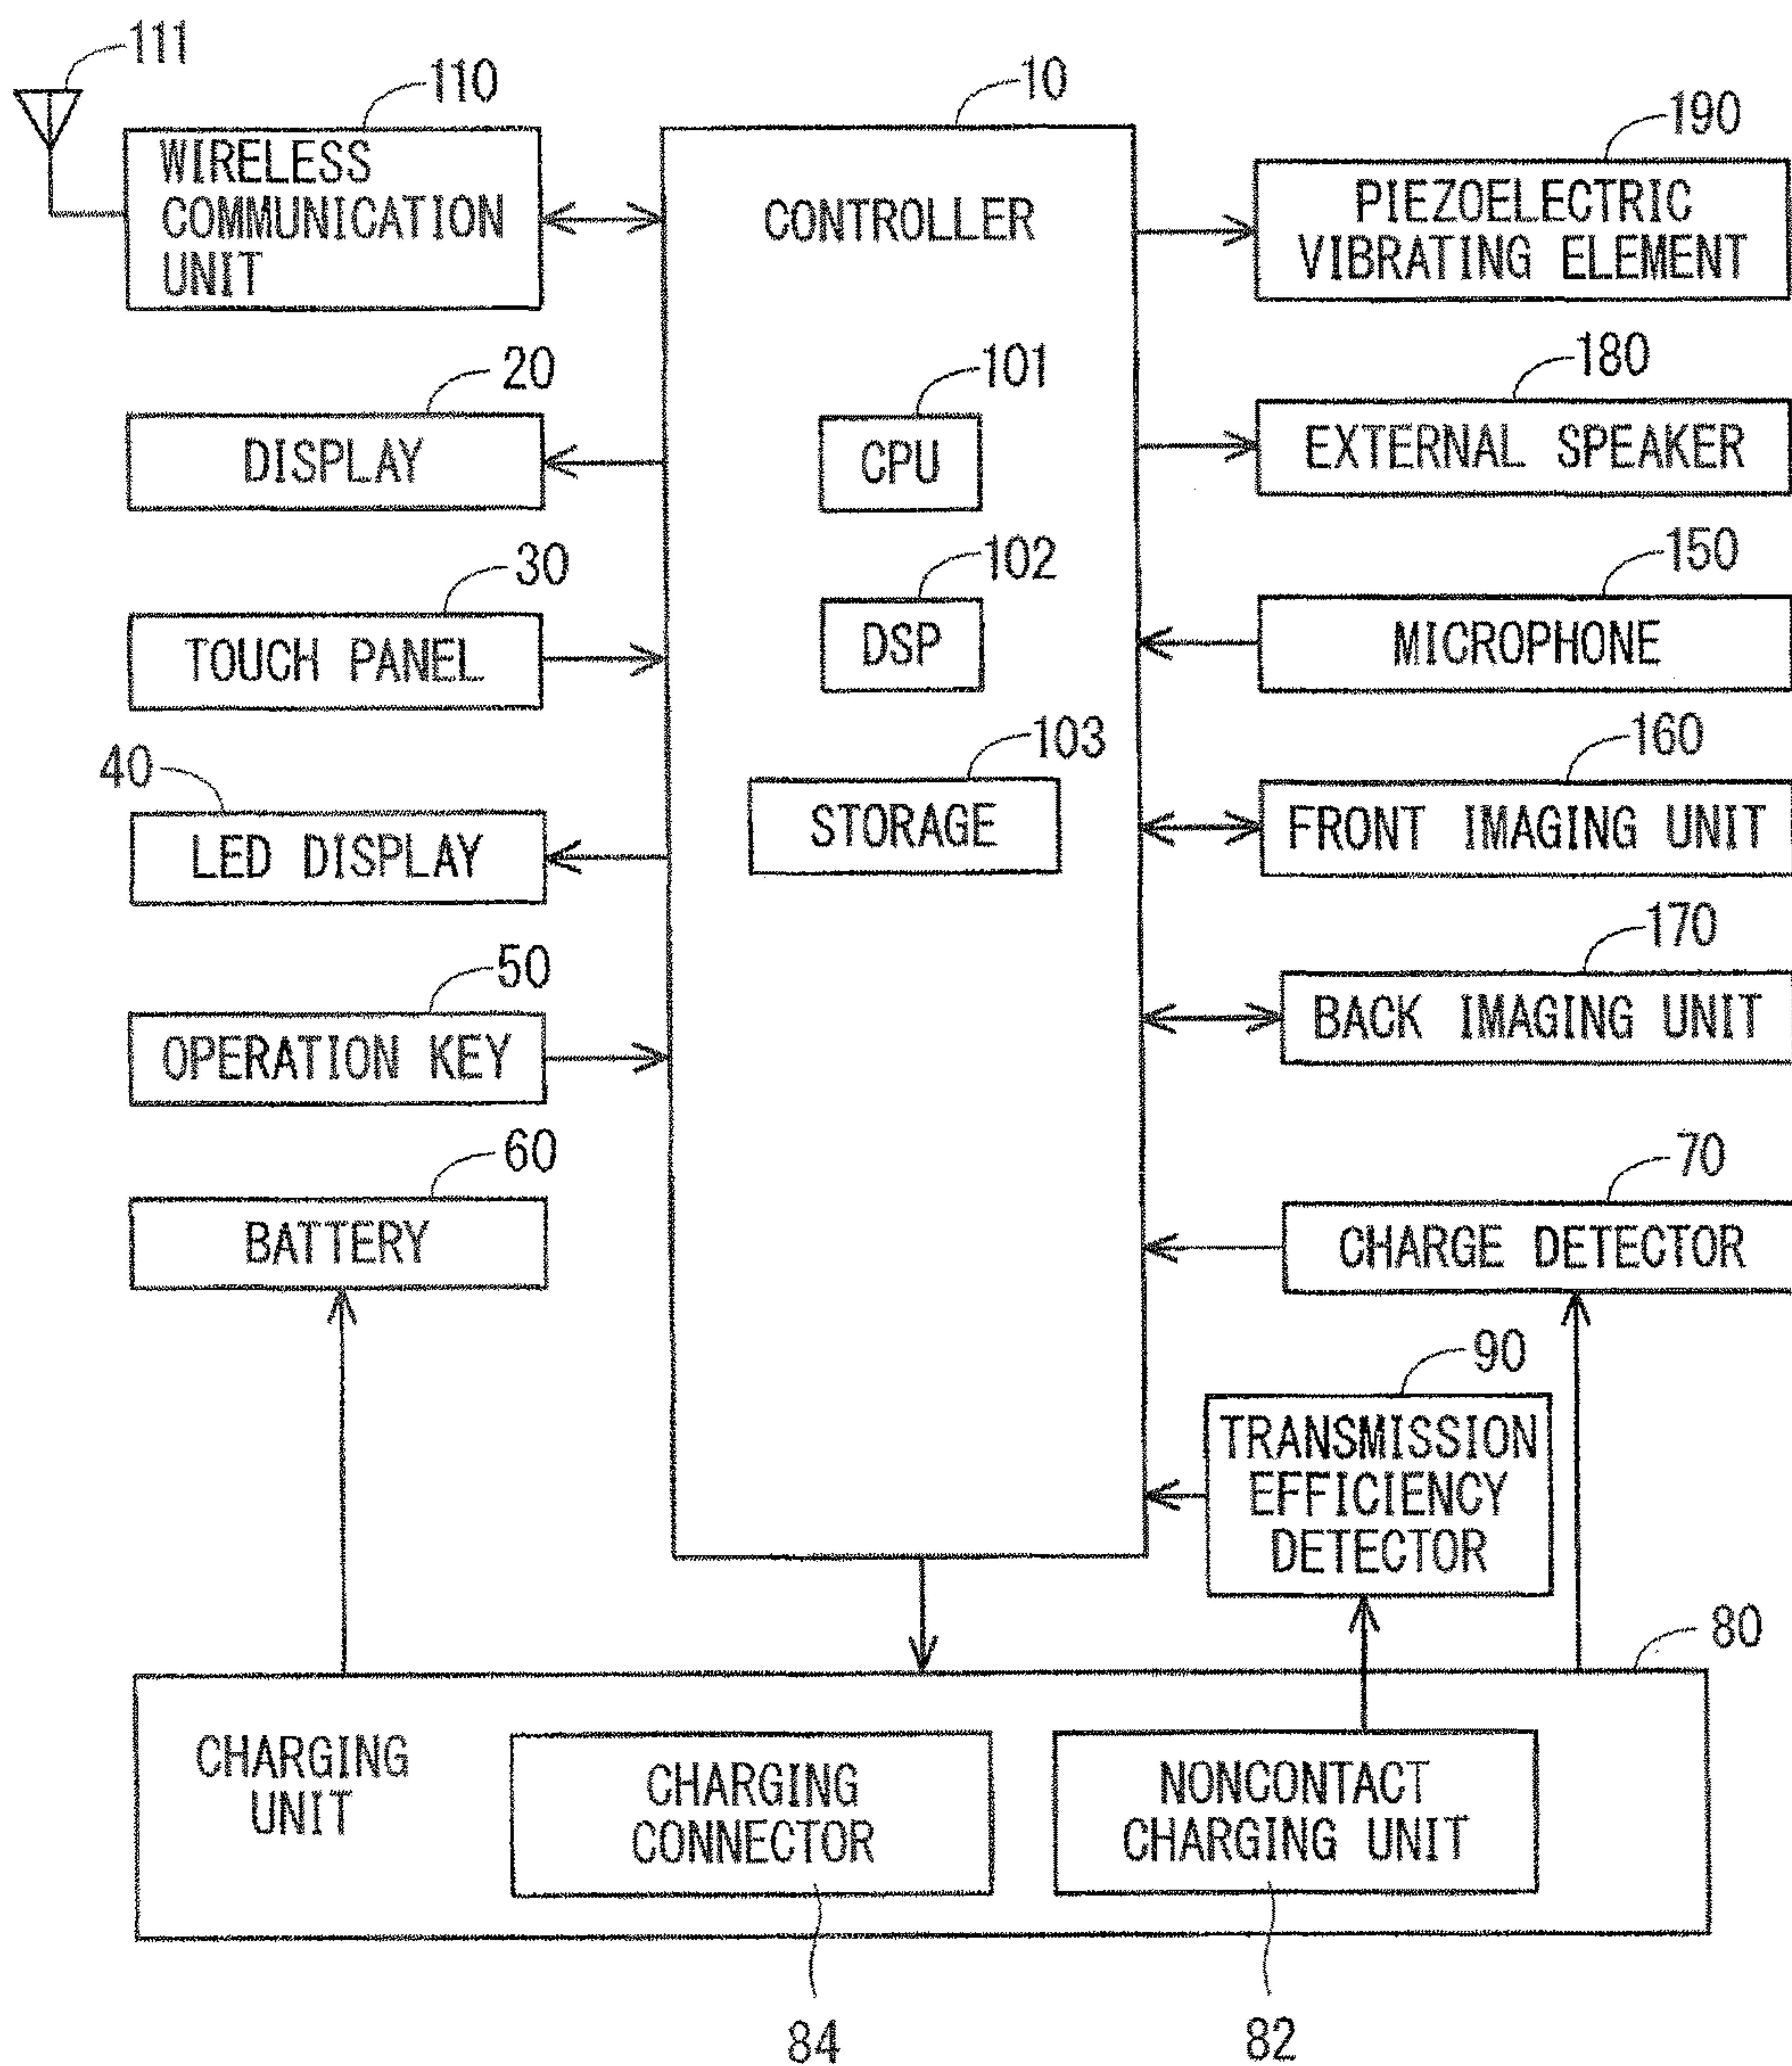 111
110
10
190
WIRELESS
COMMUNICATION
UNIT
CONTROLLER
PIEZOELECTRIC
VIBRATING ELEMENT
20
101
180
DISPLAY
CPU
EXTERNAL SPEAKER
30
102
150
TOUCH PANEL
DSP
MICROPHONE
40
103
160
LED DISPLAY
STORAGE
FRONT IMAGING UNIT
50
170
OPERATION KEY
BACK IMAGING UNIT
60
70
BATTERY
CHARGE DETECTOR
90
TRANSMISSION
EFFICIENCY
DETECTOR
80
CHARGING
UNIT
CHARGING
CONNECTOR
NONCONTACT
CHARGING UNIT
84
82